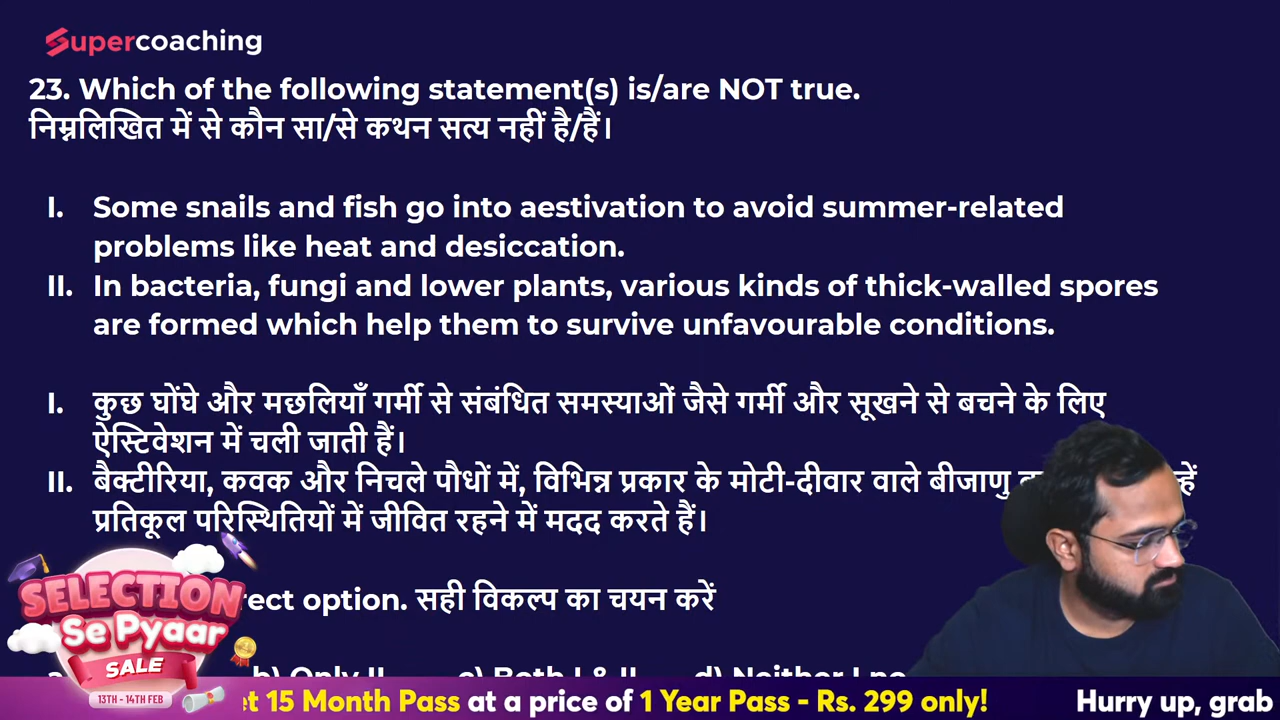 Supercoaching
23. Which of the following statement(s) is/are NOT true.
निम्नलिखित में से कौन सा/से कथन सत्य नहीं है/हैं।
I. Some snails and fish go into aestivation to avoid summer-related
problems like heat and desiccation.
II. In bacteria, fungi and lower plants, various kinds of thick-walled spores
are formed which help them to survive unfavourable conditions.
I. कुछ घोंघे और मछलियाँ गर्मी से संबंधित समस्याओं जैसे गर्मी और सूखने से बचने के लिए
ऐस्टिवेशन में चली जाती हैं।
II. बैक्टीरिया, कवक और निचले पौधों में, विभिन्न प्रकार के मोटी-दीवार वाले बीजाणु
प्रतिकूल परिस्थितियों में जीवित रहने में मदद करते हैं।
option. सही विकल्प का चयन करें
b) Only II c) Both I & II d) Neither I
SELECTION
Se Pyaar
SALE
13TH - 14TH FEB
15 Month Pass at a price of 1 Year Pass - Rs. 299 only! Hurry up, grab